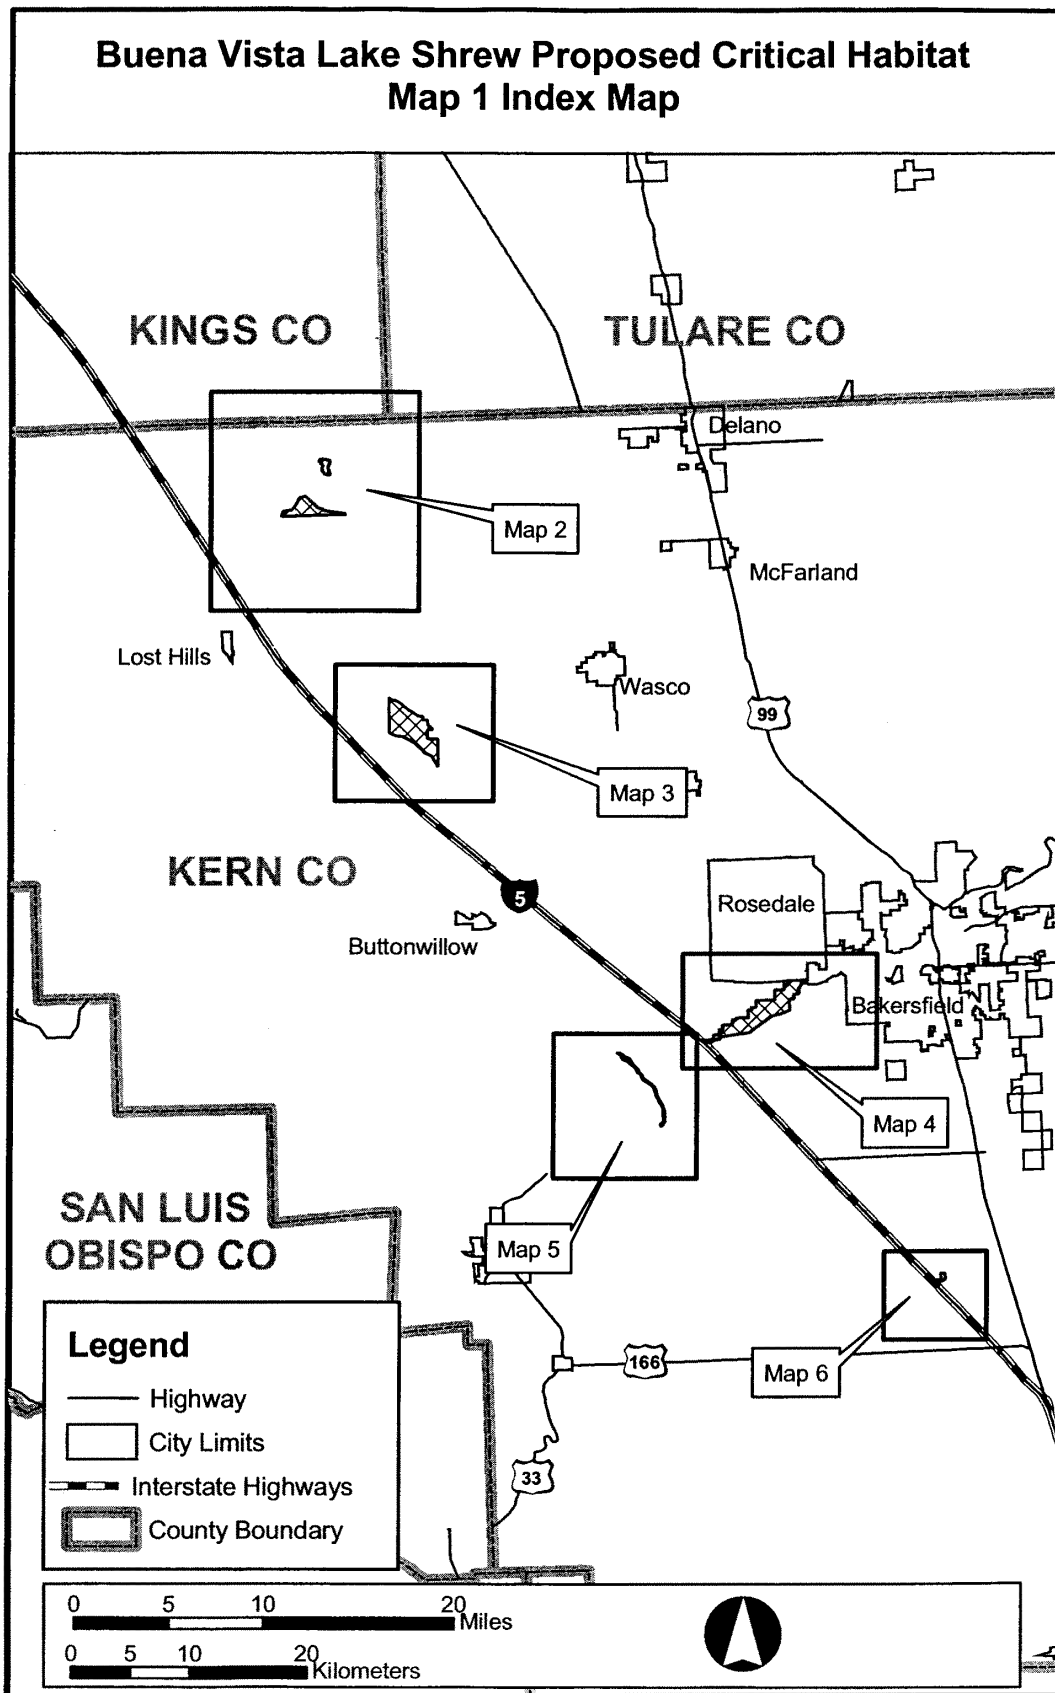 Buena Vista Lake Shrew Proposed Critical Habitat
Map 1 Index Map
KINGS CO
TULARE CO
Delano
Map 2
McFarland
Lost Hills
Wasco
99
Map 3
KERN CO
5
Rosedale
Buttonwillow
Bakersfield
Map 4
SAN LUIS
OBISPO CO
Map 5
166
Map 6
33
Legend
Highway
City Limits
Interstate Highways
County Boundary
0 5 10 20
Miles
0 5 10 20
Kilometers